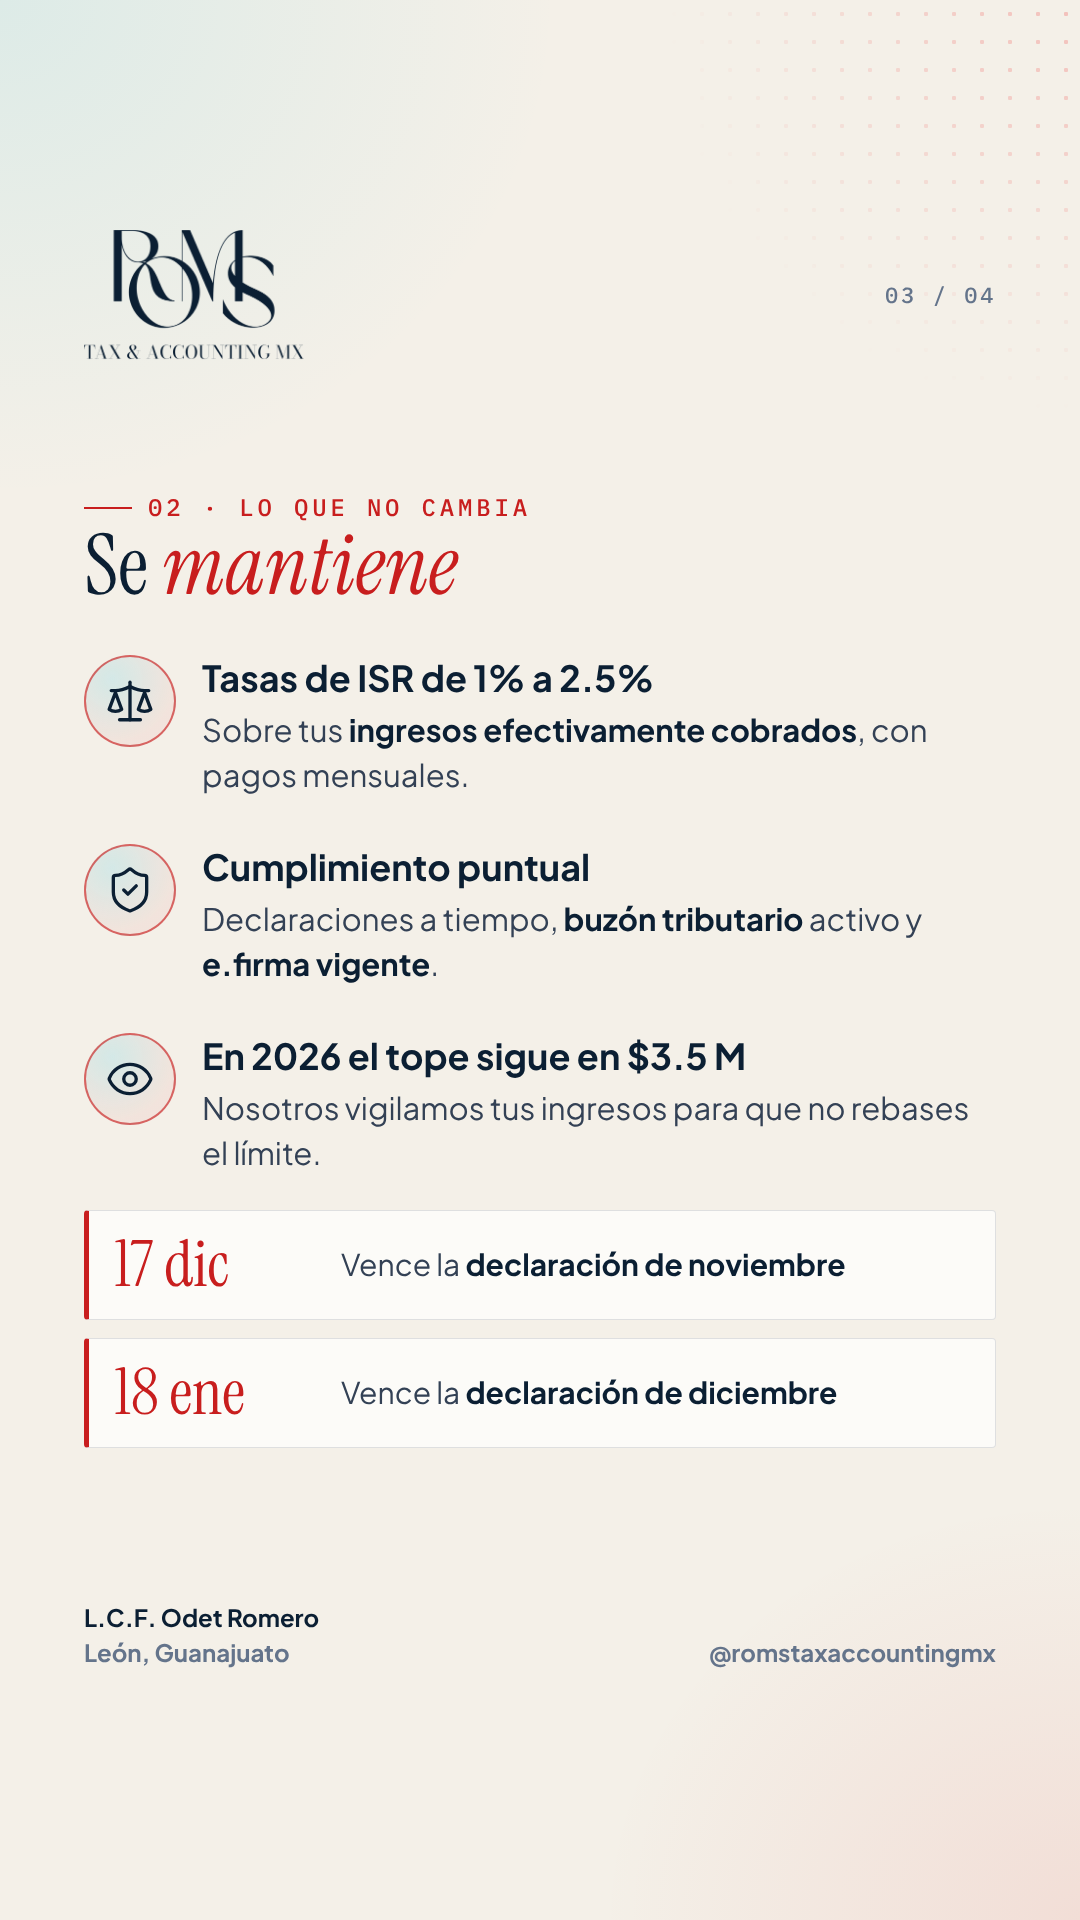 ROMS
TAX & ACCOUNTING MX
03 / 04
02 · LO QUE NO CAMBIA
Se mantiene
Tasas de ISR de 1% a 2.5%
Sobre tus ingresos efectivamente cobrados, con
pagos mensuales.
Cumplimiento puntual
Declaraciones a tiempo, buzón tributario activo y
e.firma vigente.
En 2026 el tope sigue en $3.5 M
Nosotros vigilamos tus ingresos para que no rebases
el límite.
17 dic
Vence la declaración de noviembre
18 ene
Vence la declaración de diciembre
L.C.F. Odet Romero
León, Guanajuato
@romstaxaccountingmx